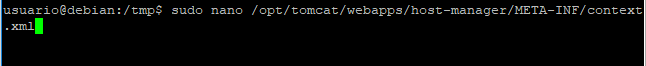 usuario@debian:/tmp$ sudo nano /opt/tomcat/webapps/host-manager/META-INF/context
.xml